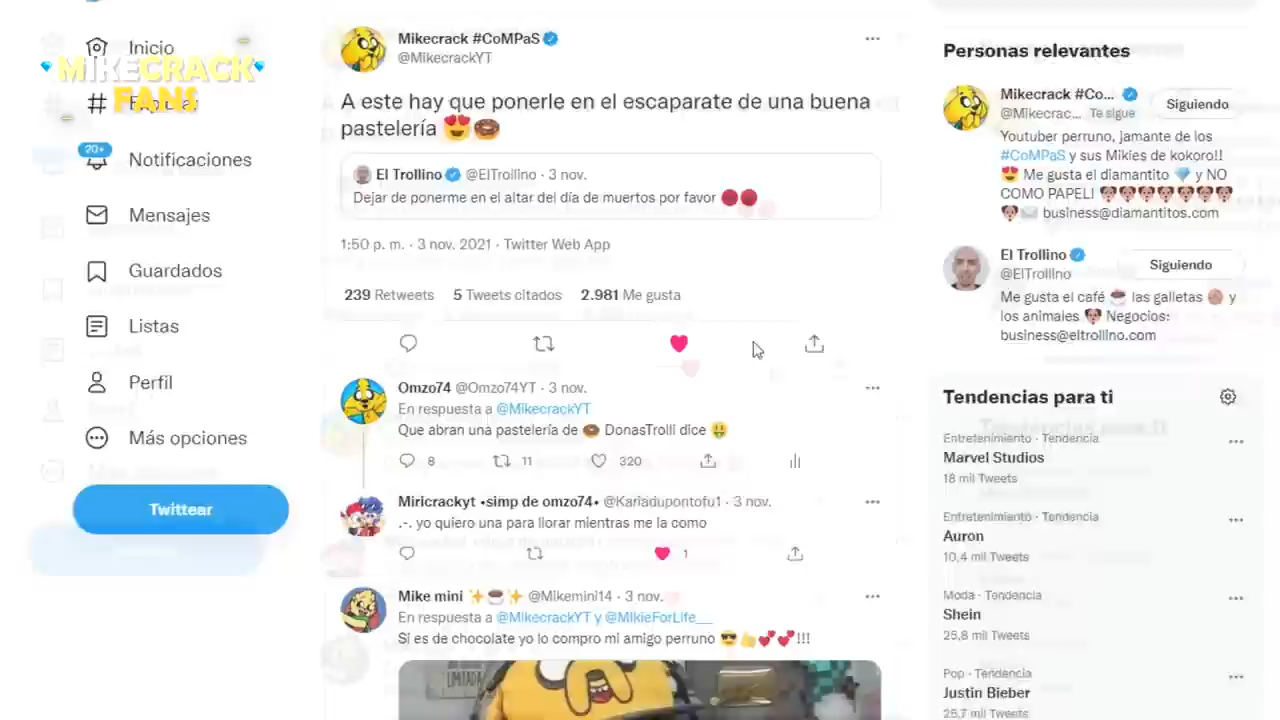 Inicio
MIKECRACK
FANS
Notificaciones
20+
Mensajes
Guardados
Listas
Perfil
Más opciones
Twittear
Mikecrack #CoMPaS
@MikecrackYT
A este hay que ponerle en el escaparate de una buena
pastelería 😍🍩
El Trollino @ElTrollino · 3 nov.
Dejar de ponerme en el altar del día de muertos por favor 🔴🔴
1:50 p. m. · 3 nov. 2021 · Twitter Web App
239 Retweets 5 Tweets citados 2.981 Me gusta
Omzo74 @Omzo74YT · 3 nov.
En respuesta a @MikecrackYT
Que abran una pastelería de 🍩 DonasTrolli dice 🤑
8 11 320
Miricrackyt •simp de omzo74• @Karladupontofu1 · 3 nov.
.-. yo quiero una para llorar mientras me la como
1
Mike mini ✨☕✨ @Mikemini14 · 3 nov.
En respuesta a @MikecrackYT y @MikieForLife__
Si es de chocolate yo lo compro mi amigo perruno 😎👍💕💕!!!
LIMITADA
Personas relevantes
Mikecrack #Co...
@Mikecrac... Te sigue
Siguiendo
Youtuber perruno, jamante de los
#CoMPaS y sus Mikies de kokoro!!
😍 Me gusta el diamantito 💎 y NO
COMO PAPEL! 🐶🐶🐶🐶🐶🐶🐶
🐶✉️ business@diamantitos.com
El Trollino
@ElTrollino
Siguiendo
Me gusta el café ☕ las galletas 🍪 y
los animales 🐶 Negocios:
business@eltrollino.com
Tendencias para ti
Entretenimiento · Tendencia
Marvel Studios
18 mil Tweets
Entretenimiento · Tendencia
Auron
10,4 mil Tweets
Moda · Tendencia
Shein
25,8 mil Tweets
Pop · Tendencia
Justin Bieber
25,7 mil Tweets